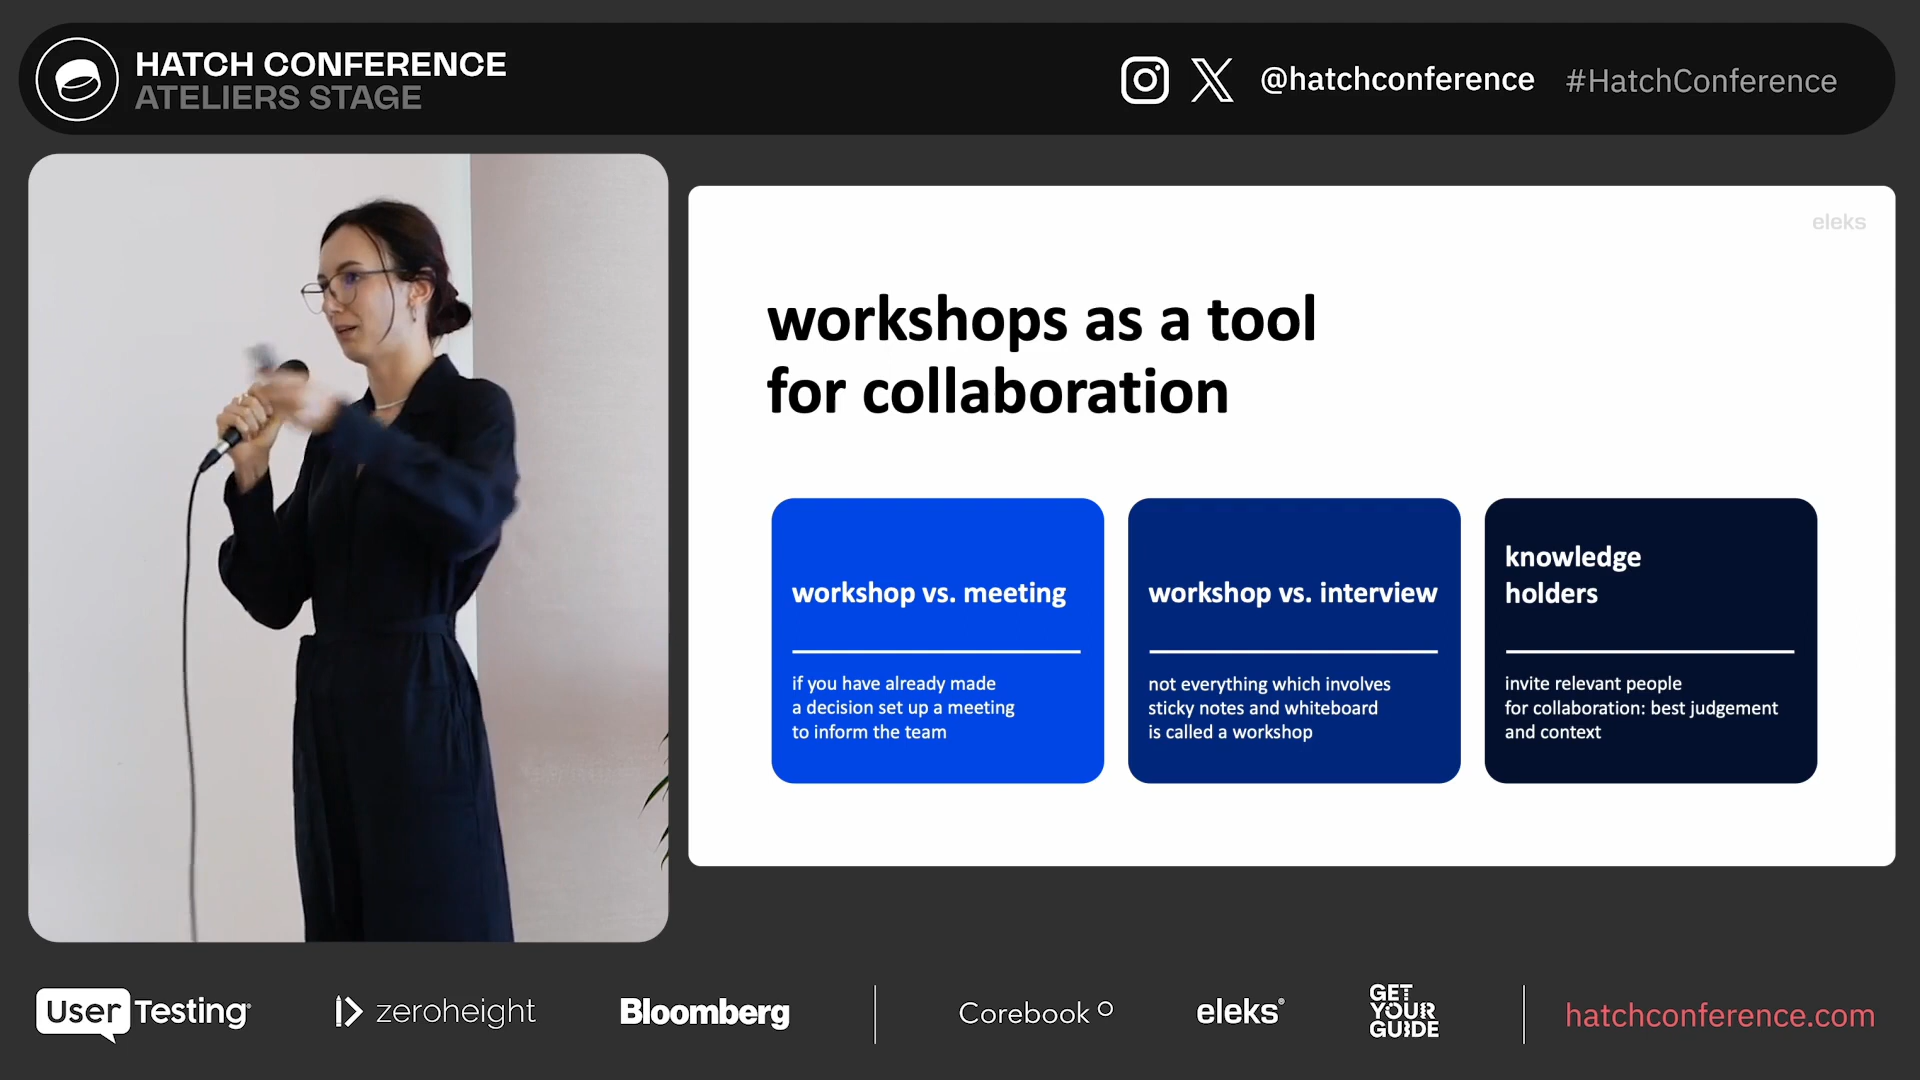 HATCH CONFERENCE
ATELIERS STAGE
@hatchconference
#HatchConference
eleks
workshops as a tool
for collaboration
workshop vs. meeting
if you have already made
a decision set up a meeting
to inform the team
workshop vs. interview
not everything which involves
sticky notes and whiteboard
is called a workshop
knowledge
holders
invite relevant people
for collaboration: best judgement
and context
UserTesting
zeroheight
Bloomberg
Corebook
eleks®
GET
YOUR
GUIDE
hatchconference.com